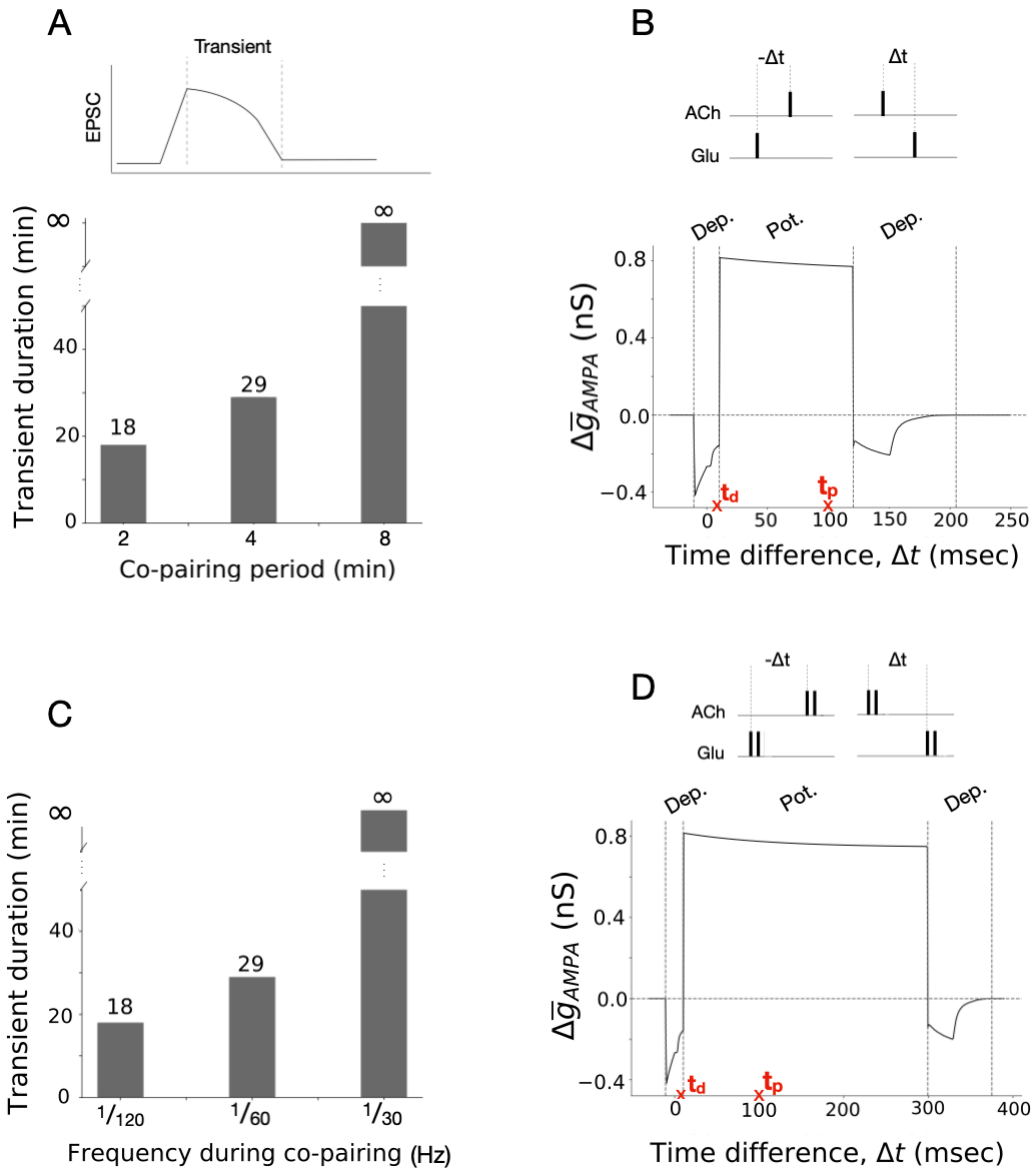 A
Transient
EPSC
Transient duration (min)
∞
40
20
0
18
29
∞
2
4
8
Co-pairing period (min)
B
-Δt
Δt
ACh
Glu
Dep.
Pot.
Dep.
Δg̅AMPA (nS)
0.8
0.4
0.0
−0.4
td
tp
0
50
100
150
200
250
Time difference, Δt (msec)
C
Transient duration (min)
∞
40
20
0
18
29
∞
1/120
1/60
1/30
Frequency during co-pairing (Hz)
D
-Δt
Δt
ACh
Glu
Dep.
Pot.
Dep.
Δg̅AMPA (nS)
0.8
0.4
0.0
−0.4
td
tp
0
100
200
300
400
Time difference, Δt (msec)